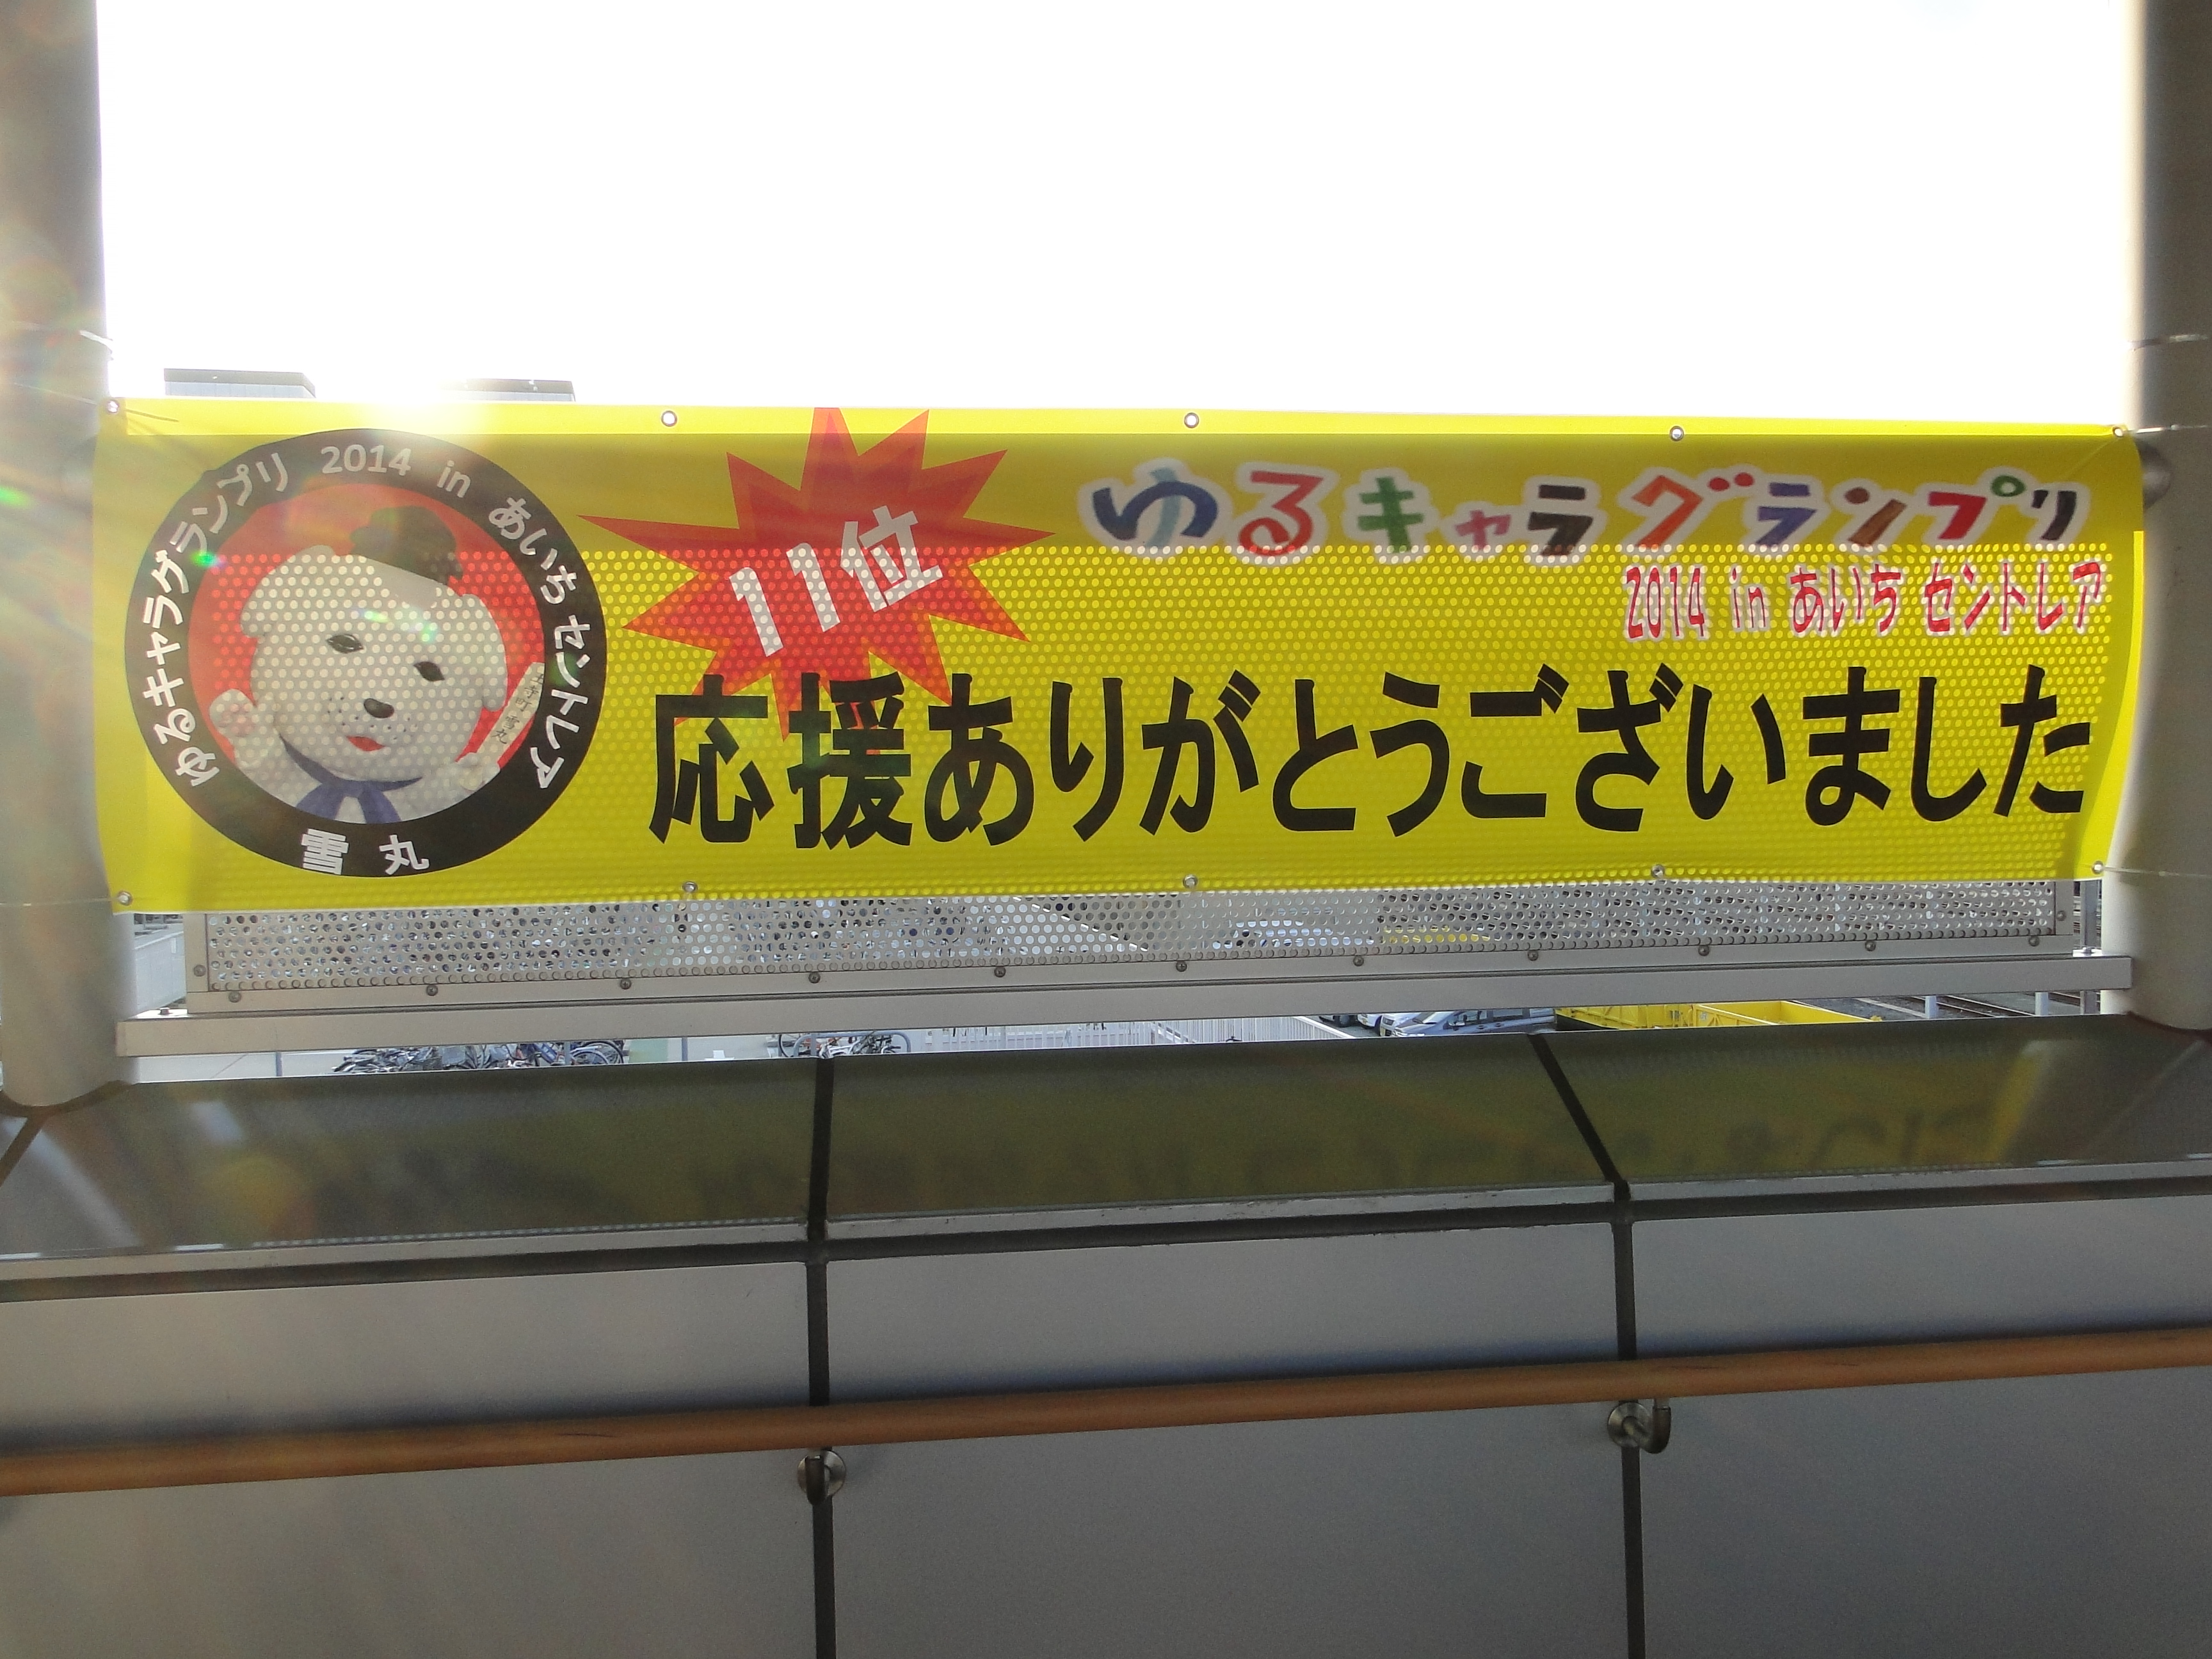 ゆるキャラグランプリ 2014 in あいちセントレア
雪丸
11位
ゆるキャラグランプリ
2014 in あいち セントレア
応援ありがとうございました